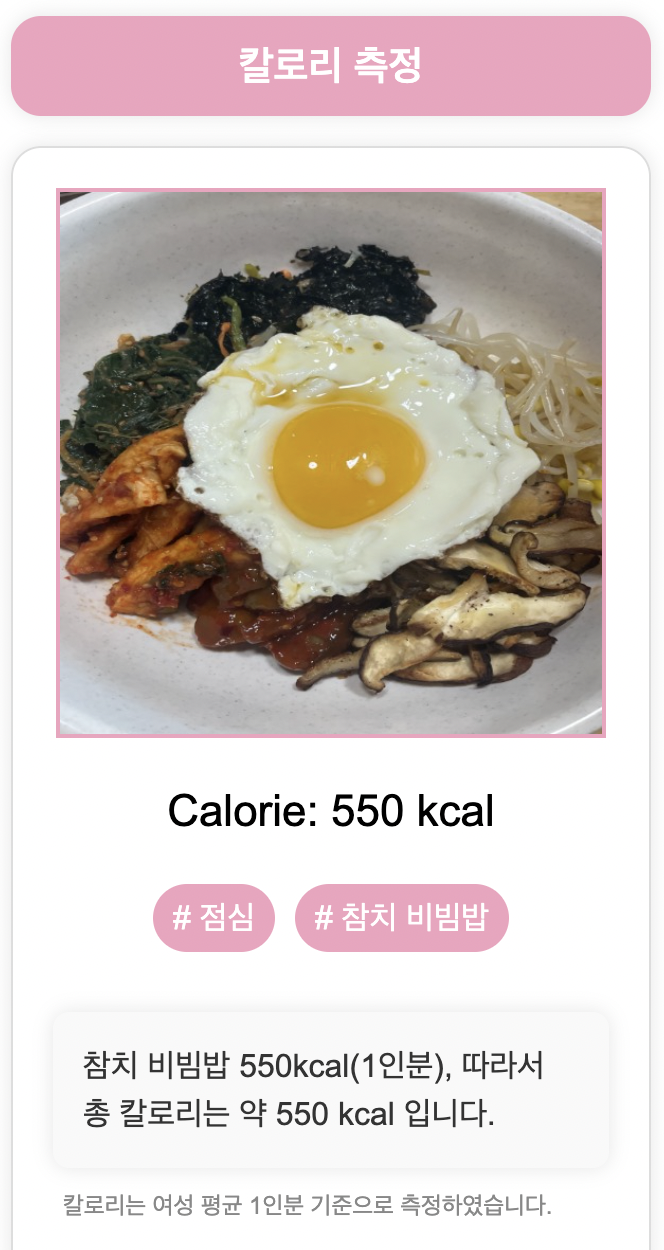 칼로리 측정
Calorie: 550 kcal
# 점심 # 참치 비빔밥
참치 비빔밥 550kcal(1인분), 따라서
총 칼로리는 약 550 kcal 입니다.
칼로리는 여성 평균 1인분 기준으로 측정하였습니다.